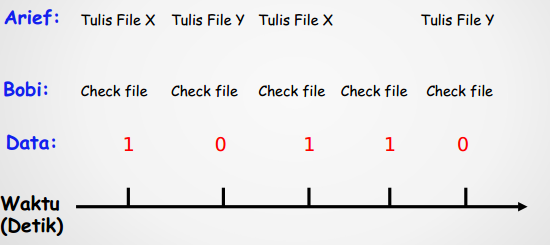 Arief: Tulis File X Tulis File Y Tulis File X Tulis File Y
Bobi: Check file Check file Check file Check file Check file
Data: 1 0 1 1 0
Waktu
(Detik)